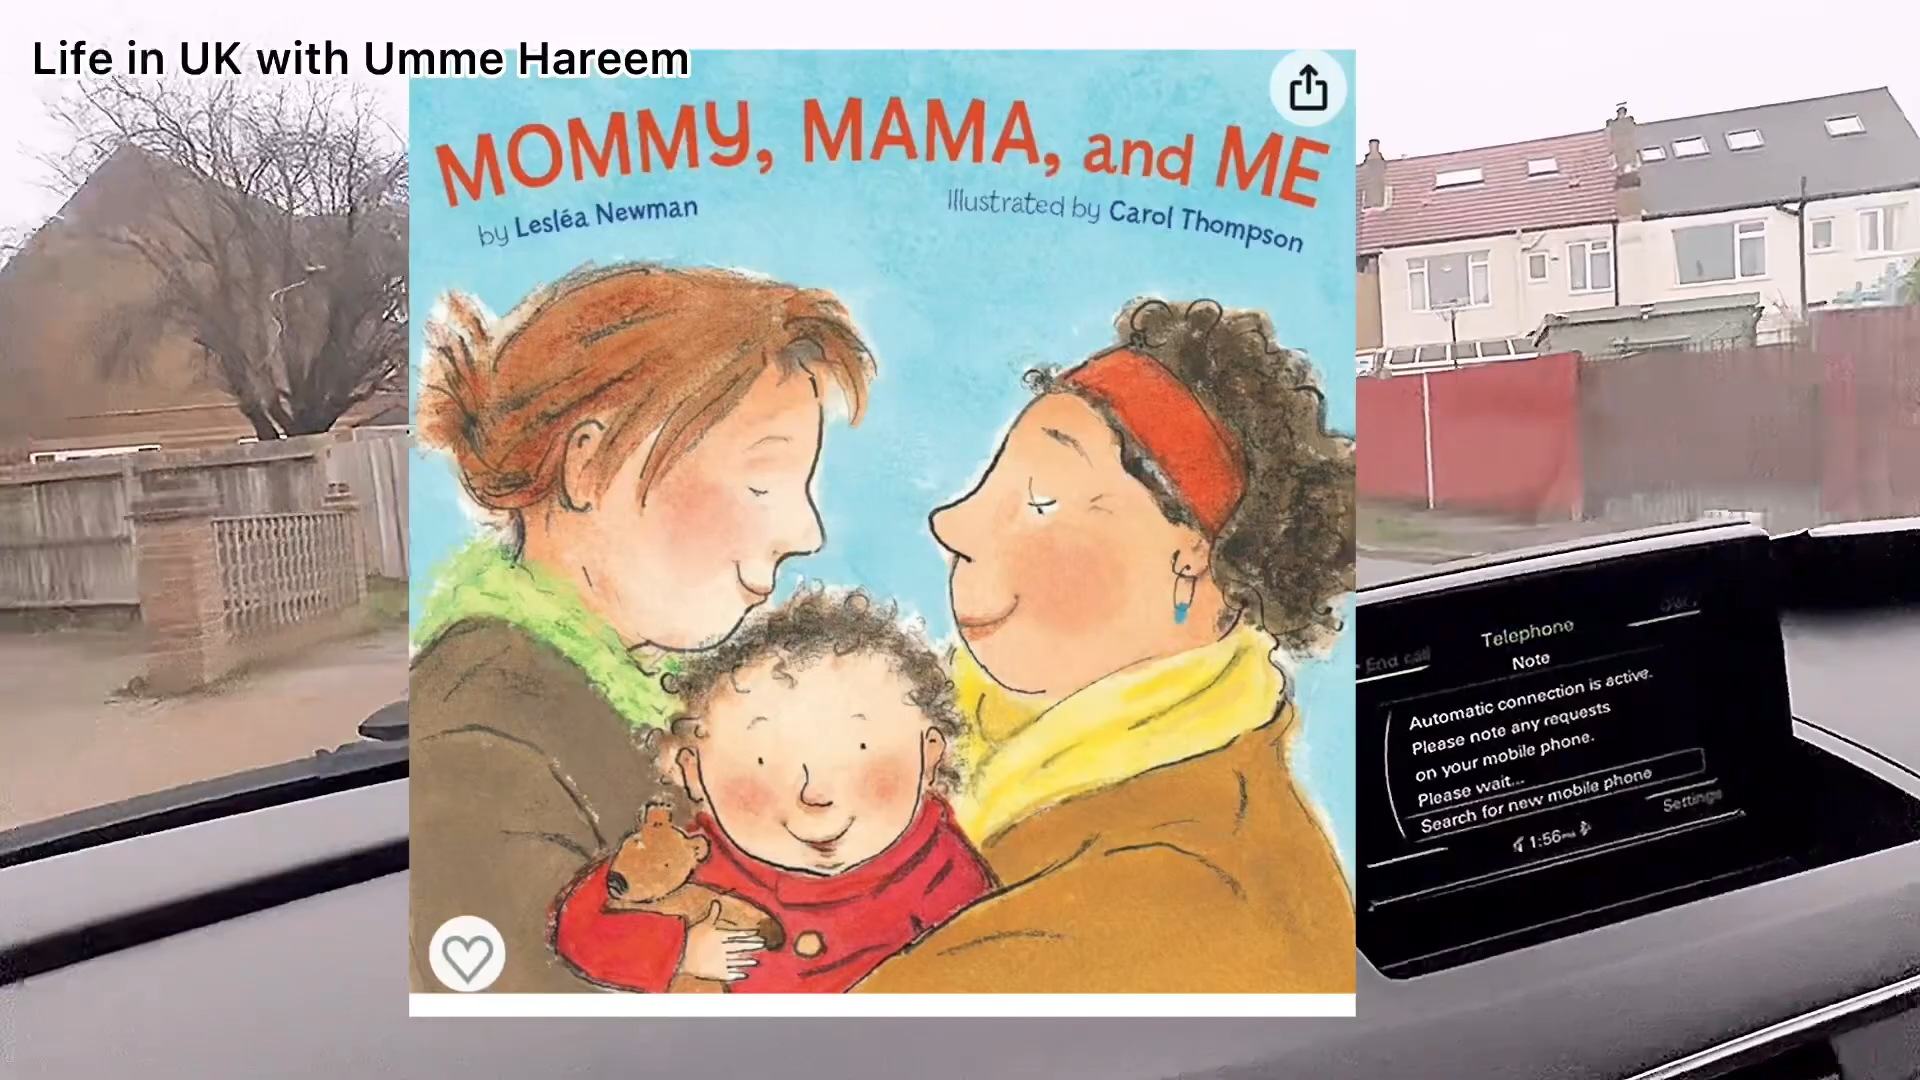 Life in UK with Umme Hareem
MOMMY, MAMA, and ME
by Lesléa Newman
Illustrated by Carol Thompson
Telephone
End call
Note
Automatic connection is active.
Please note any requests
on your mobile phone.
Please wait...
Search for new mobile phone
Settings
1:56